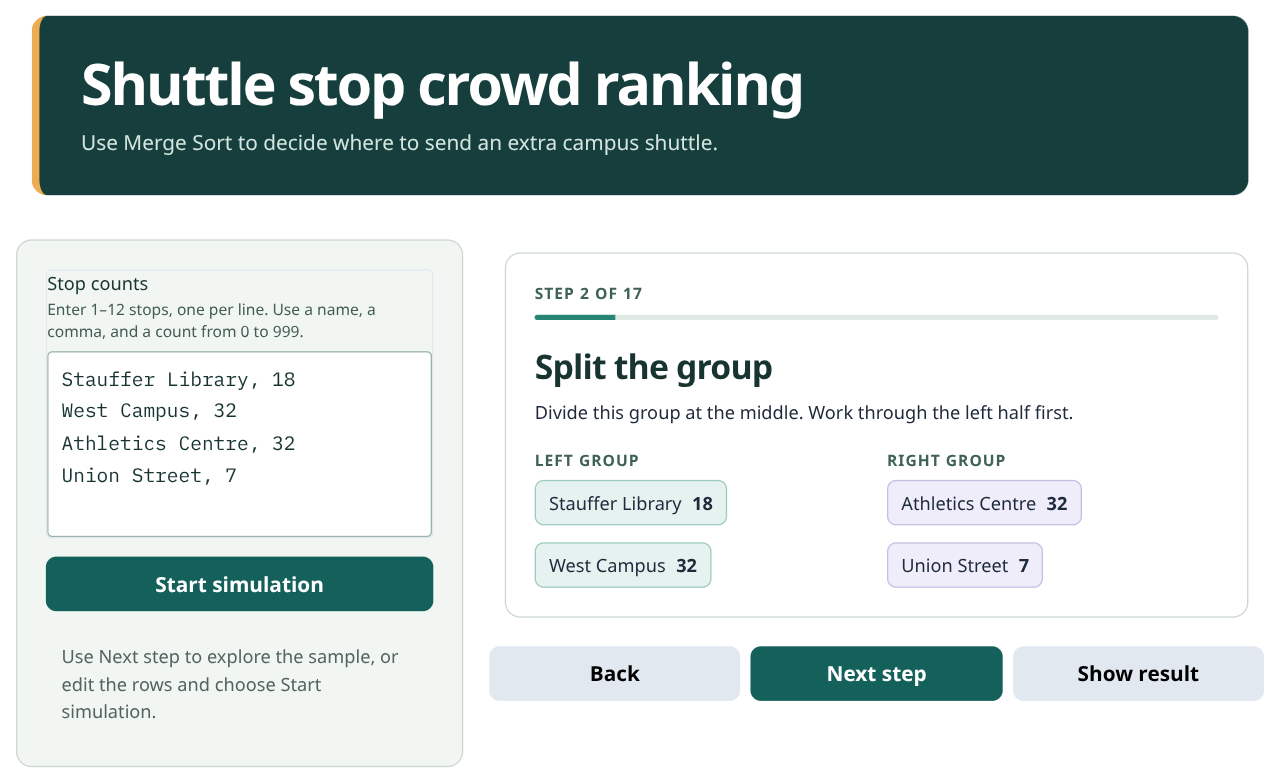 Shuttle stop crowd ranking
Use Merge Sort to decide where to send an extra campus shuttle.
Stop counts
Enter 1–12 stops, one per line. Use a name, a
comma, and a count from 0 to 999.
Stauffer Library, 18
West Campus, 32
Athletics Centre, 32
Union Street, 7
Start simulation
Use Next step to explore the sample, or
edit the rows and choose Start
simulation.
STEP 2 OF 17
Split the group
Divide this group at the middle. Work through the left half first.
LEFT GROUP
Stauffer Library 18
West Campus 32
RIGHT GROUP
Athletics Centre 32
Union Street 7
Back
Next step
Show result